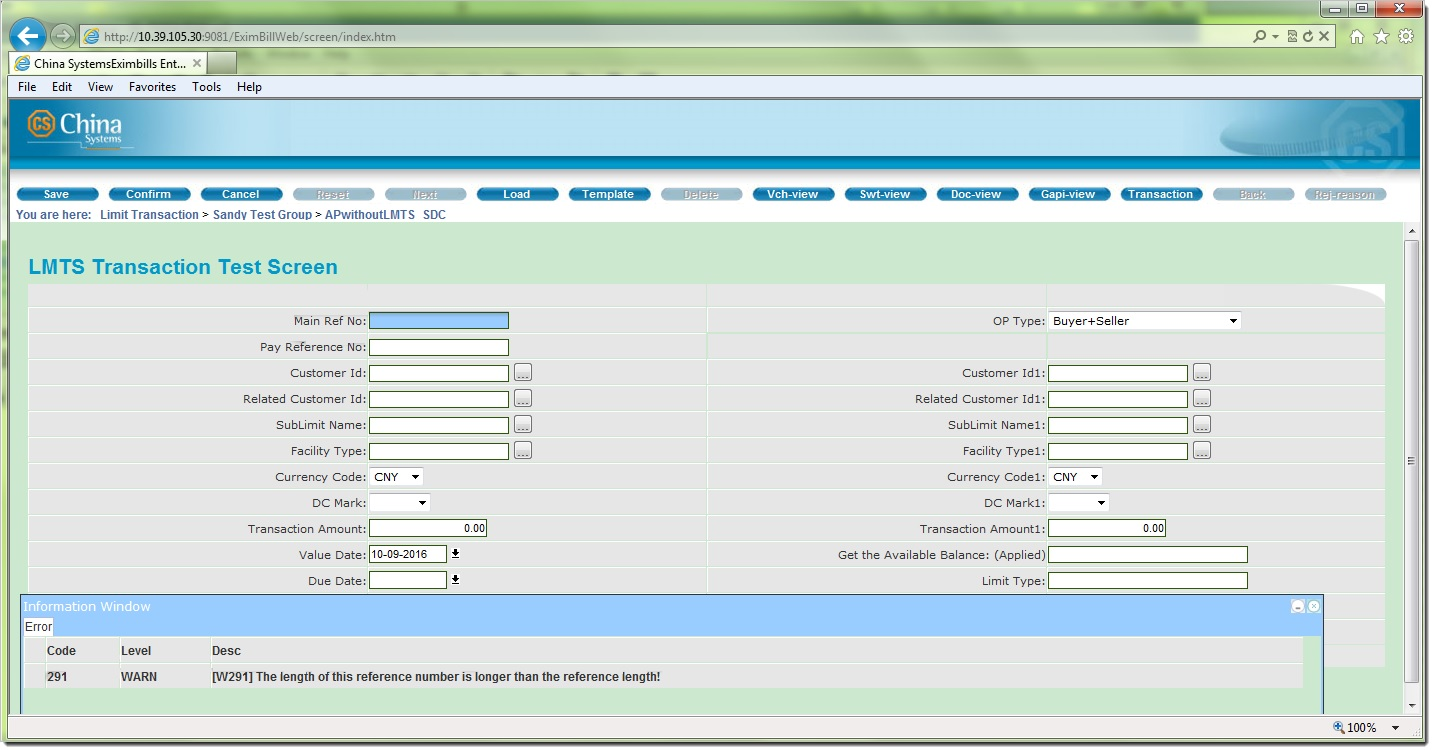 http://10.39.105.30:9081/EximBillWeb/screen/index.htm
China SystemsEximbills Ent...
File Edit View Favorites Tools Help
CS China Systems
CSI
Save Confirm Cancel Reset Next Load Template Delete Vch-view Swt-view Doc-view Gapi-view Transaction Back Rej-reason
You are here: Limit Transaction > Sandy Test Group > APwithoutLMTS SDC
LMTS Transaction Test Screen
Main Ref No: OP Type: Buyer+Seller
Pay Reference No:
Customer Id: ... Customer Id1: ...
Related Customer Id: ... Related Customer Id1: ...
SubLimit Name: ... SubLimit Name1: ...
Facility Type: ... Facility Type1: ...
Currency Code: CNY Currency Code1: CNY
DC Mark: DC Mark1:
Transaction Amount: 0.00 Transaction Amount1: 0.00
Value Date: 10-09-2016 Get the Available Balance: (Applied)
Due Date: Limit Type:
Information Window
Error
Code Level Desc
291 WARN [W291] The length of this reference number is longer than the reference length!
100%